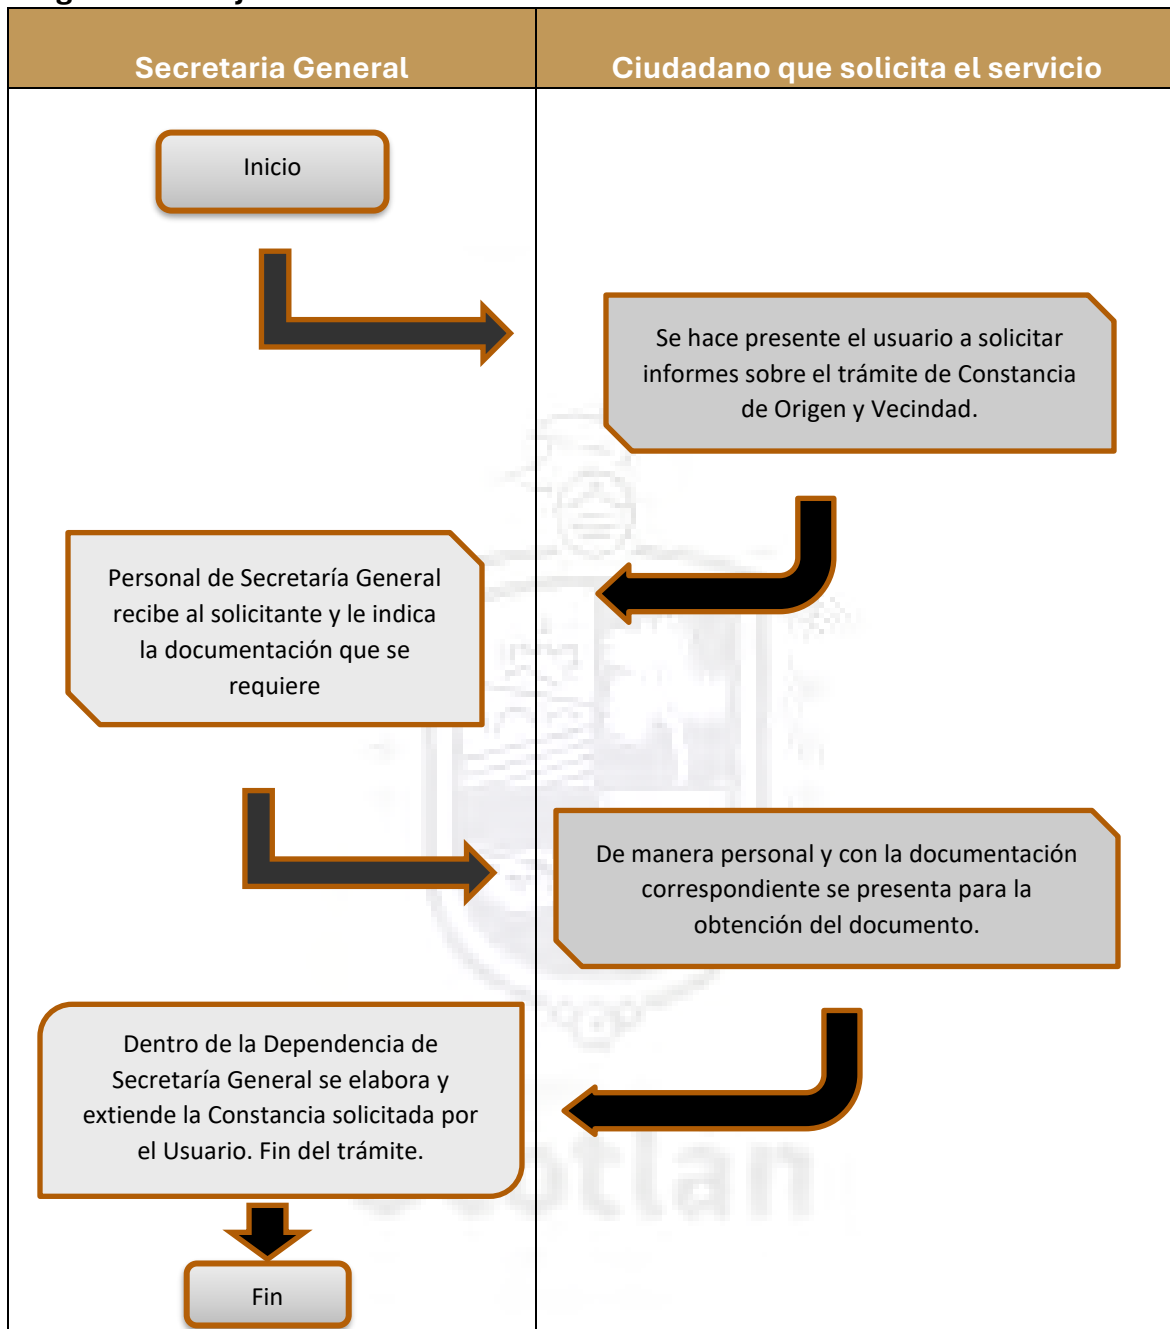 Secretaria General
Ciudadano que solicita el servicio
Inicio
Se hace presente el usuario a solicitar
informes sobre el trámite de Constancia
de Origen y Vecindad.
Personal de Secretaría General
recibe al solicitante y le indica
la documentación que se
requiere
De manera personal y con la documentación
correspondiente se presenta para la
obtención del documento.
Dentro de la Dependencia de
Secretaría General se elabora y
extiende la Constancia solicitada por
el Usuario. Fin del trámite.
Fin